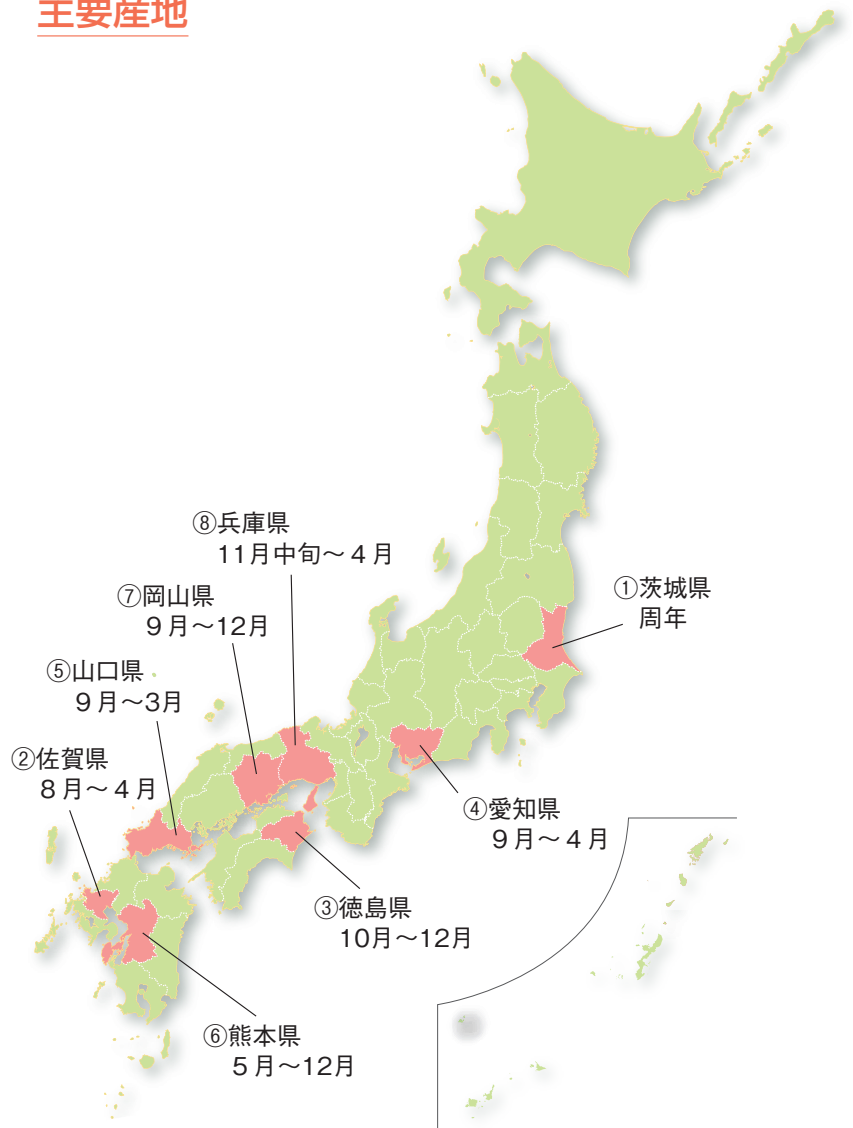 主要産地
⑧兵庫県
11月中旬～4月
⑦岡山県
9月～12月
①茨城県
周年
⑤山口県
9月～3月
②佐賀県
8月～4月
④愛知県
9月～4月
③徳島県
10月～12月
⑥熊本県
5月～12月